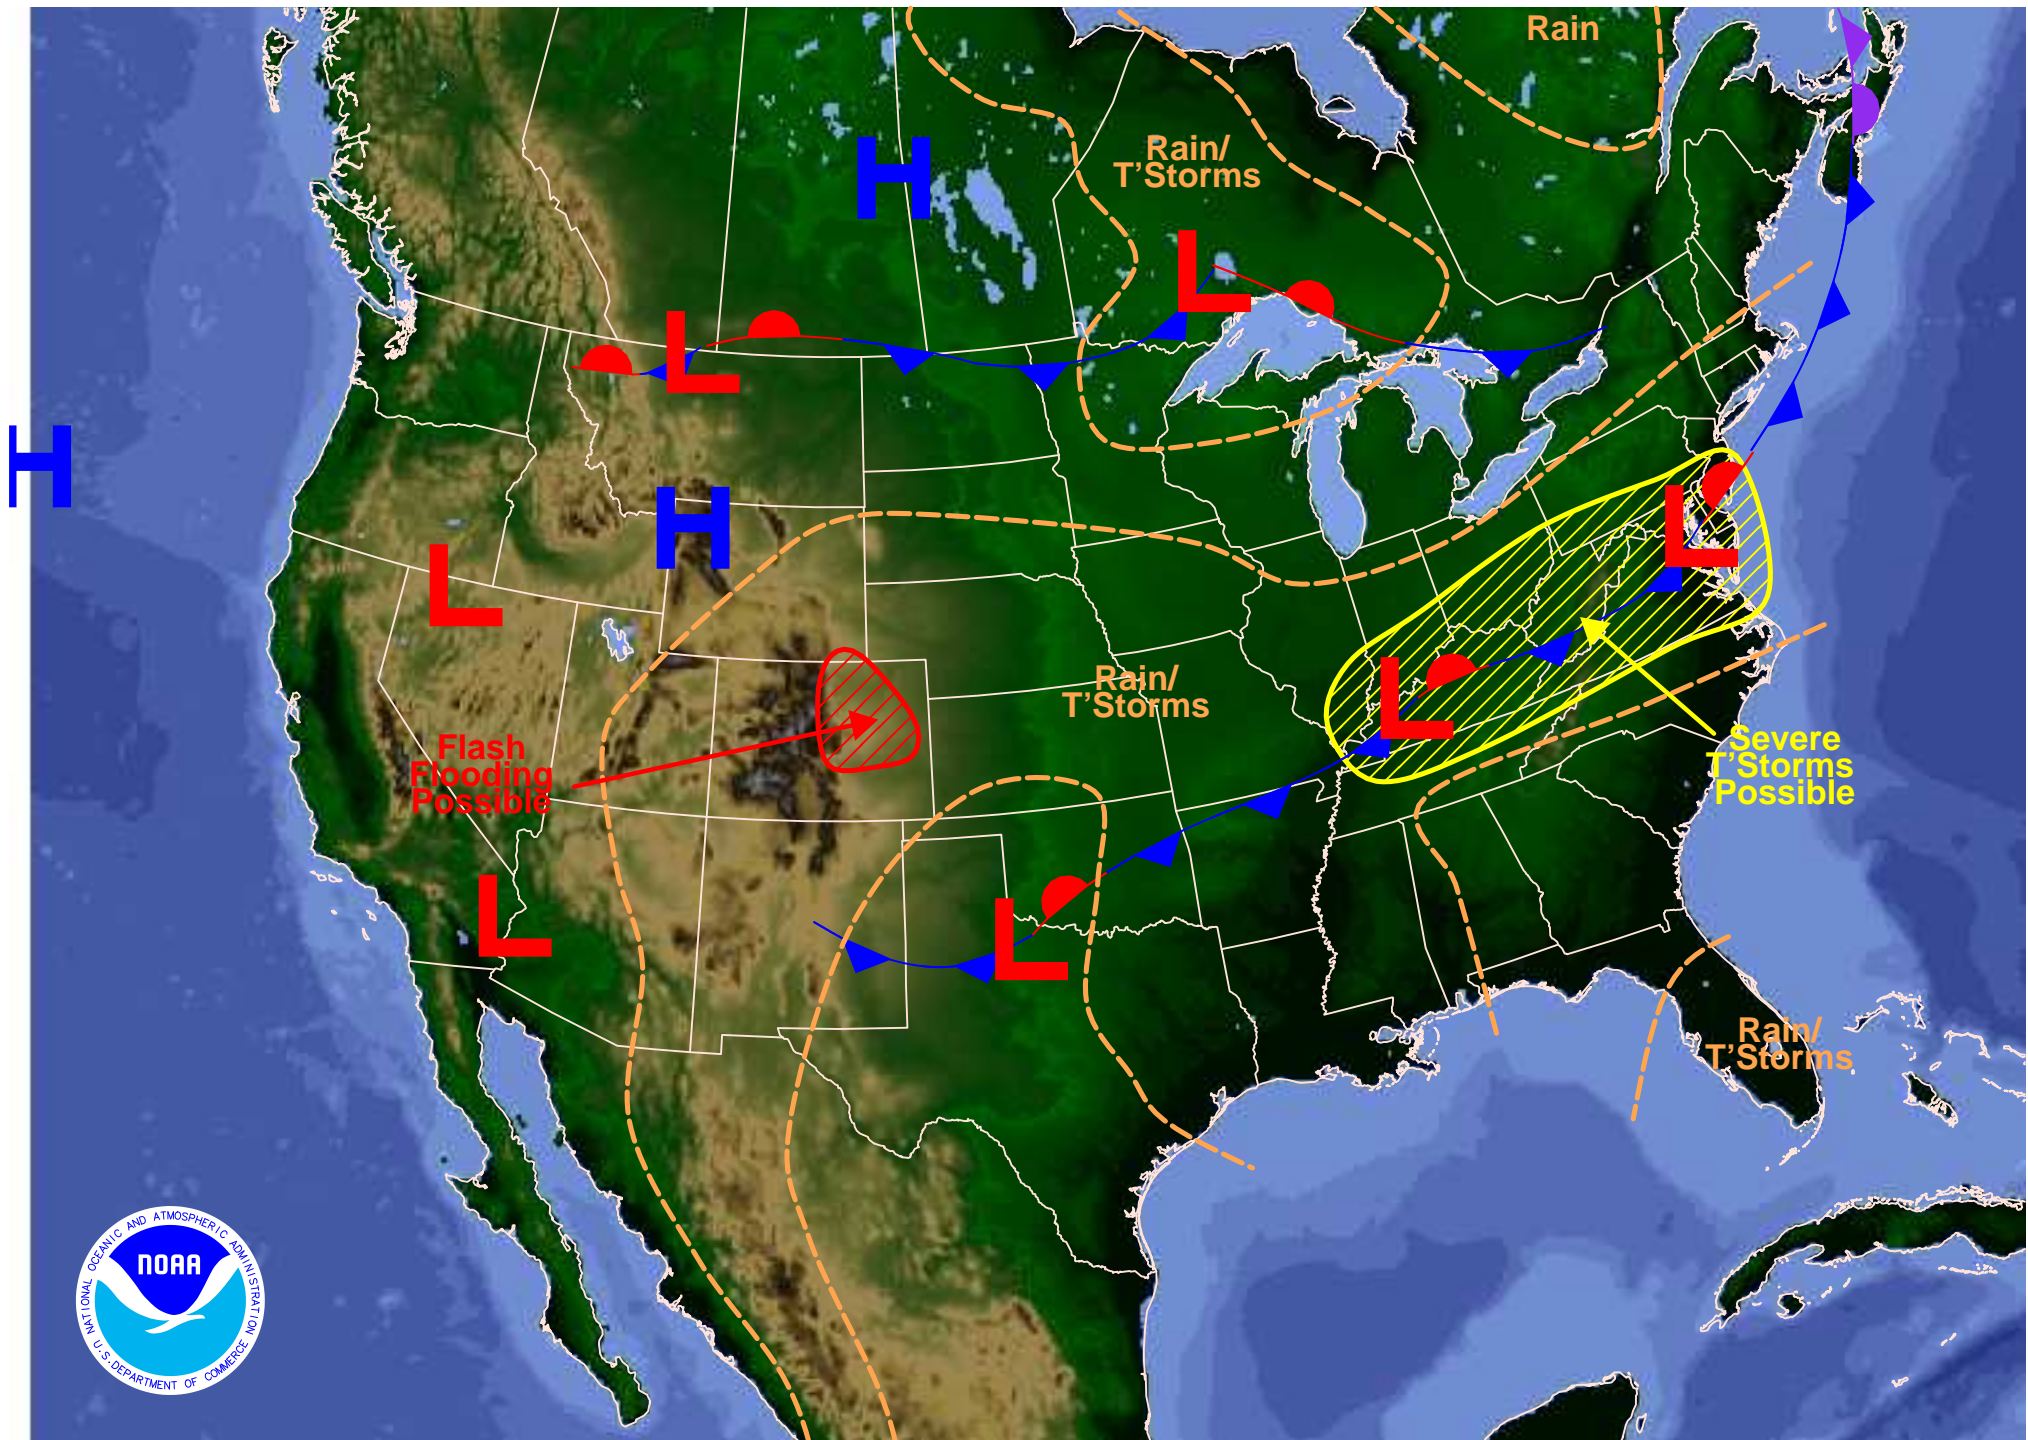 Rain
Rain/
T'Storms
H
L
L
H
H
L
L
Rain/
T'Storms
L
Flash
Flooding
Possible
Severe
T'Storms
Possible
L
L
Rain/
T'Storms
NATIONAL OCEANIC AND ATMOSPHERIC ADMINISTRATION
NOAA
U.S. DEPARTMENT OF COMMERCE